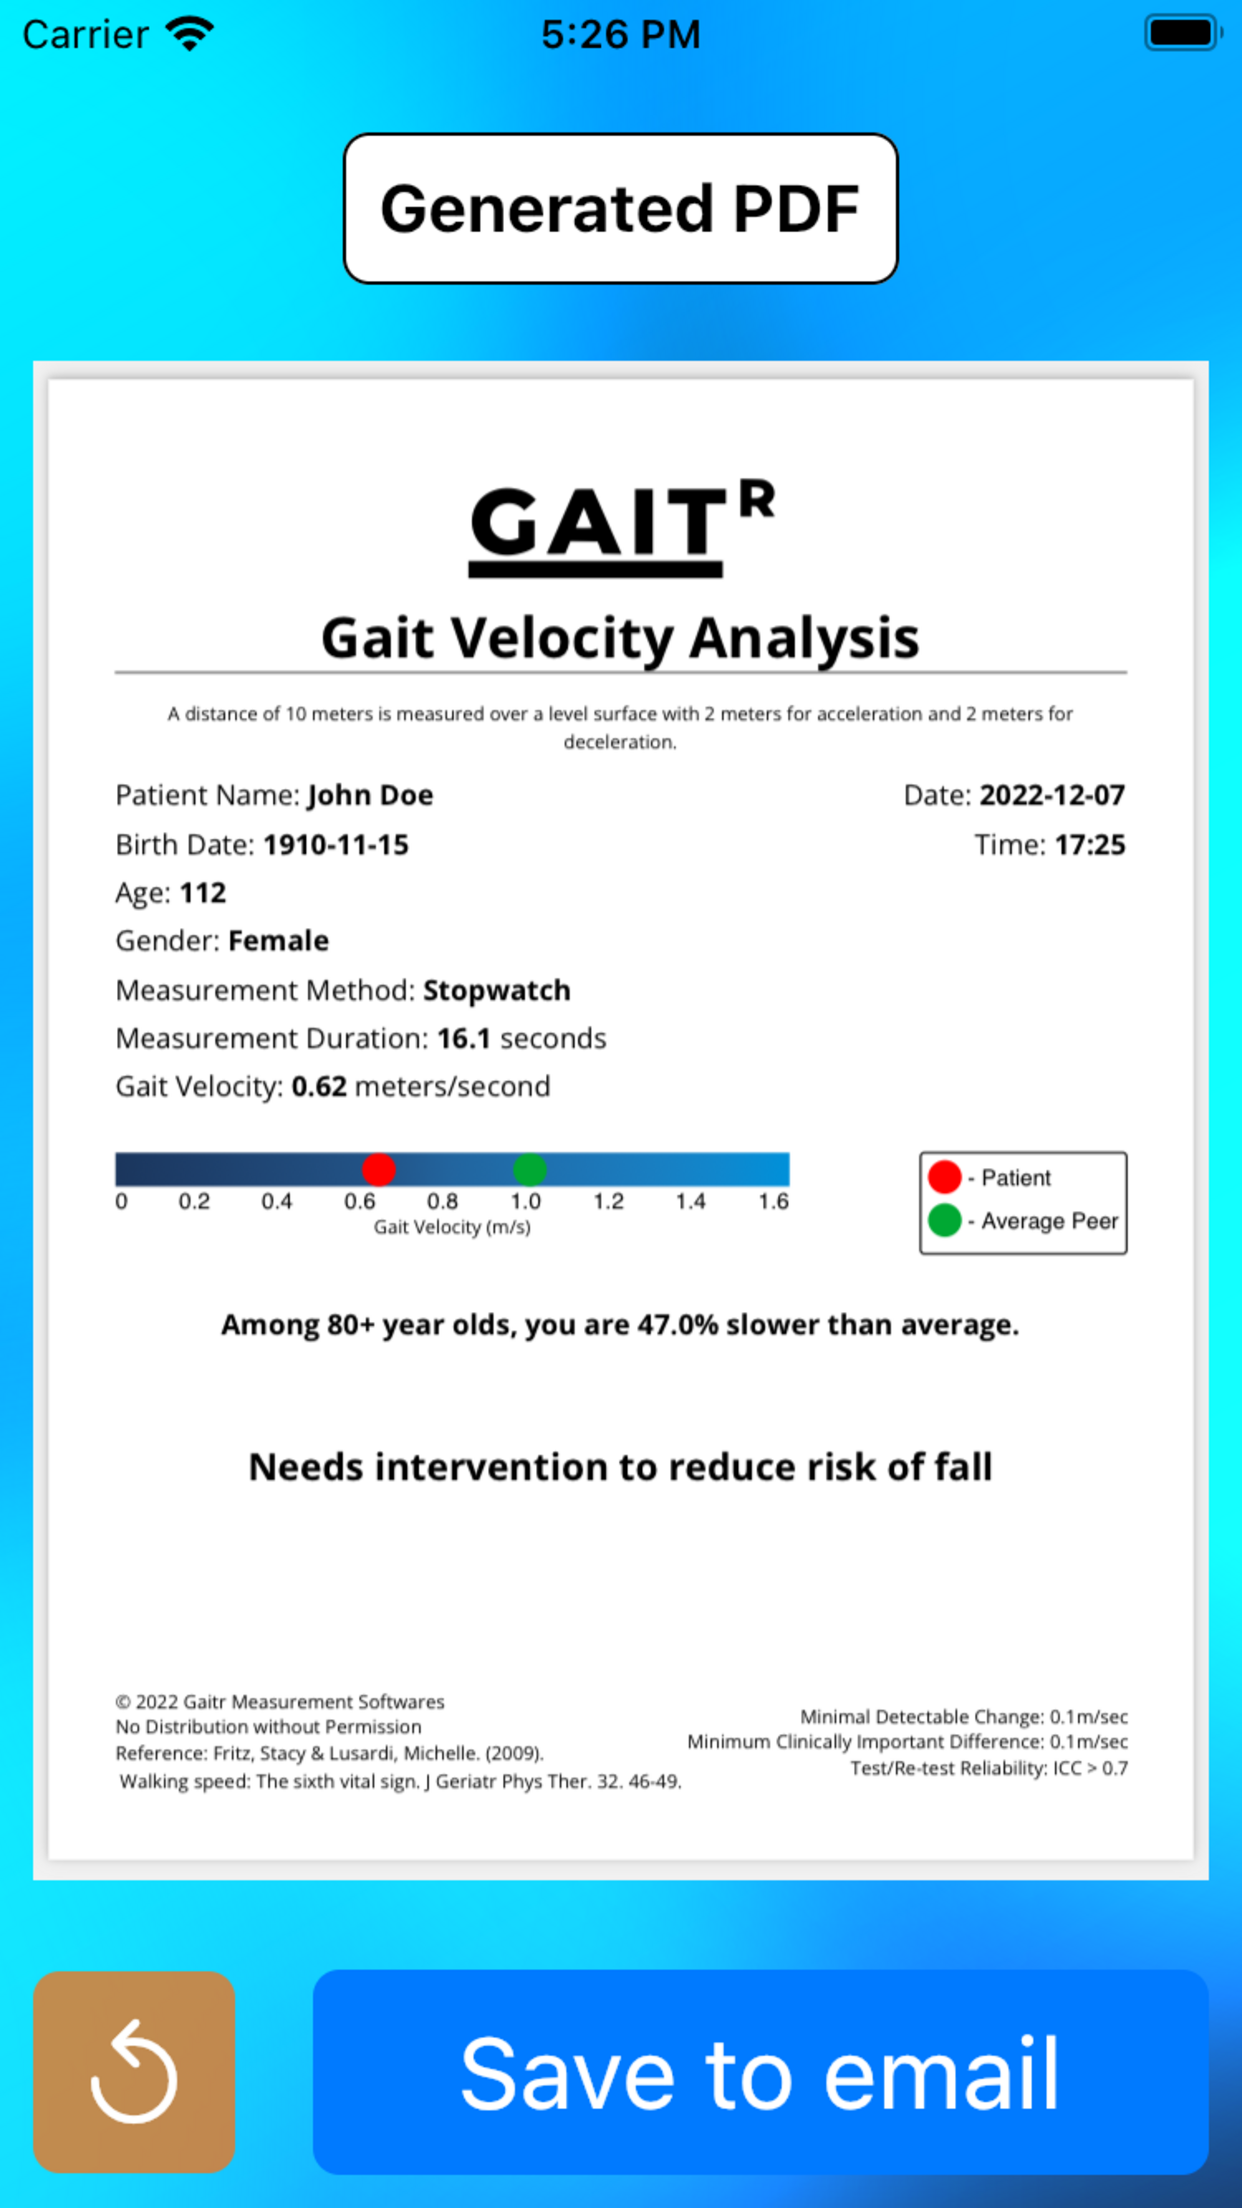 Carrier 5:26 PM
Generated PDF
GAITR
Gait Velocity Analysis
A distance of 10 meters is measured over a level surface with 2 meters for acceleration and 2 meters for
deceleration.
Patient Name: John Doe Date: 2022-12-07
Birth Date: 1910-11-15 Time: 17:25
Age: 112
Gender: Female
Measurement Method: Stopwatch
Measurement Duration: 16.1 seconds
Gait Velocity: 0.62 meters/second
0 0.2 0.4 0.6 0.8 1.0 1.2 1.4 1.6
Gait Velocity (m/s)
- Patient
- Average Peer
Among 80+ year olds, you are 47.0% slower than average.
Needs intervention to reduce risk of fall
© 2022 Gaitr Measurement Softwares
No Distribution without Permission
Reference: Fritz, Stacy & Lusardi, Michelle. (2009).
Walking speed: The sixth vital sign. J Geriatr Phys Ther. 32. 46-49.
Minimal Detectable Change: 0.1m/sec
Minimum Clinically Important Difference: 0.1m/sec
Test/Re-test Reliability: ICC > 0.7
Save to email